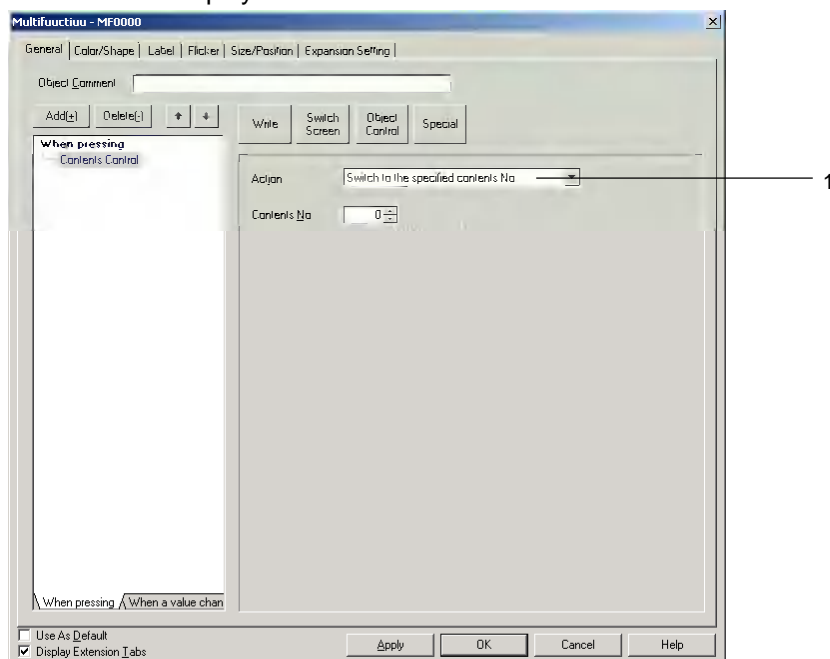 Multifuuctiuu - MF0000
General Color/Shape Label Flicker Size/Position Expansion Setting
Object Comment
Add(+) Delete(-)
Write Switch Screen Object Control Special
When pressing
Contents Control
Action Switch to the specified contents No 1
Contents No 0
When pressing When a value chan
Use As Default
Display Extension Tabs
Apply OK Cancel Help